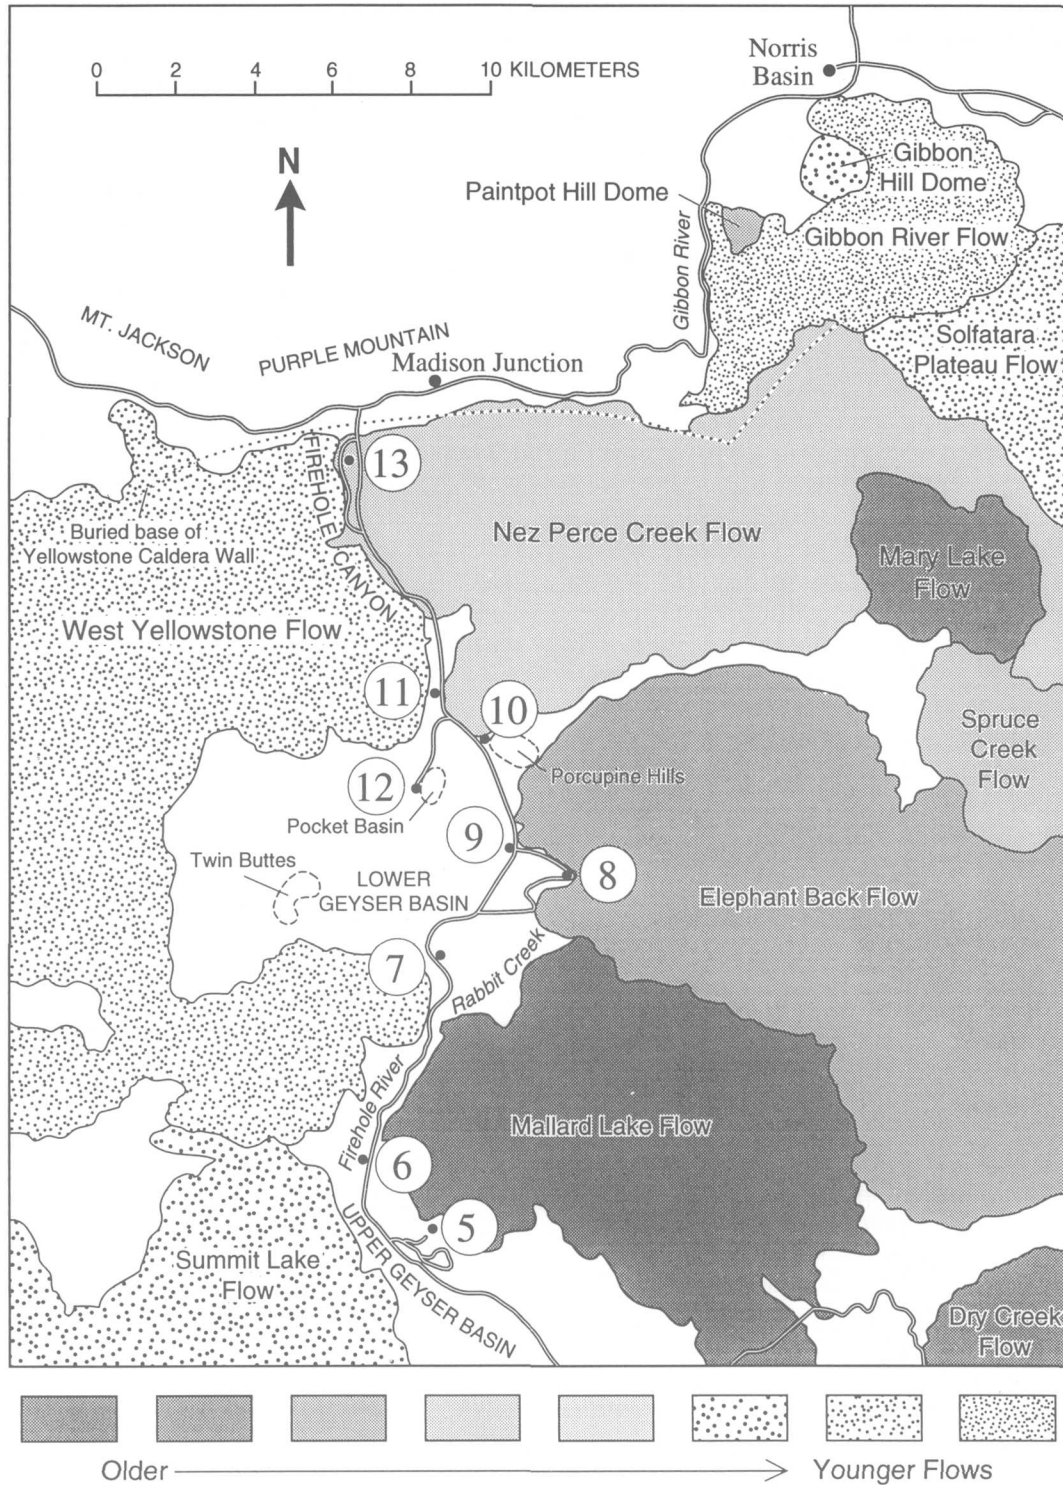 Norris
Basin
0 2 4 6 8 10 KILOMETERS
N
Gibbon
Hill Dome
Paintpot Hill Dome
Gibbon River Flow
Gibbon River
MT. JACKSON
PURPLE MOUNTAIN
Solfatara
Plateau Flow
Madison Junction
13
FIREHOLE CANYON
Buried base of
Yellowstone Caldera Wall
Nez Perce Creek Flow
Mary Lake
Flow
West Yellowstone Flow
11
10
Spruce
Creek
Flow
12
Porcupine Hills
Pocket Basin
9
Twin Buttes
8
LOWER
GEYSER BASIN
Elephant Back Flow
7
Rabbit Creek
Firehole River
Mallard Lake Flow
6
5
UPPER GEYSER BASIN
Summit Lake
Flow
Dry Creek
Flow
Older
Younger Flows